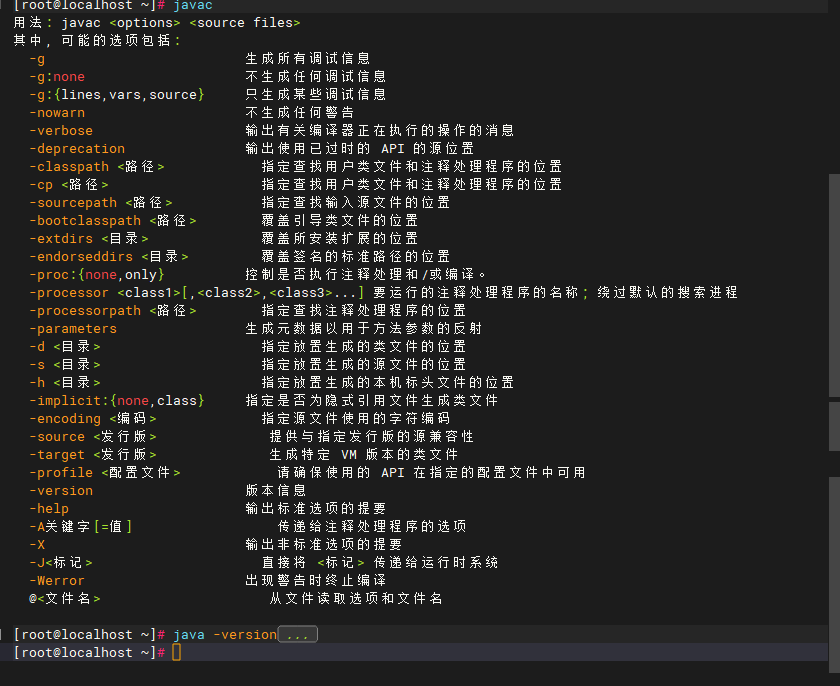 [root@localhost ~]# javac
用法: javac <options> <source files>
其中, 可能的选项包括:
-g 生成所有调试信息
-g:none 不生成任何调试信息
-g:{lines,vars,source} 只生成某些调试信息
-nowarn 不生成任何警告
-verbose 输出有关编译器正在执行的操作的消息
-deprecation 输出使用已过时的 API 的源位置
-classpath <路径> 指定查找用户类文件和注释处理程序的位置
-cp <路径> 指定查找用户类文件和注释处理程序的位置
-sourcepath <路径> 指定查找输入源文件的位置
-bootclasspath <路径> 覆盖引导类文件的位置
-extdirs <目录> 覆盖所安装扩展的位置
-endorseddirs <目录> 覆盖签名的标准路径的位置
-proc:{none,only} 控制是否执行注释处理和/或编译。
-processor <class1>[,<class2>,<class3>...] 要运行的注释处理程序的名称; 绕过默认的搜索进程
-processorpath <路径> 指定查找注释处理程序的位置
-parameters 生成元数据以用于方法参数的反射
-d <目录> 指定放置生成的类文件的位置
-s <目录> 指定放置生成的源文件的位置
-h <目录> 指定放置生成的本机标头文件的位置
-implicit:{none,class} 指定是否为隐式引用文件生成类文件
-encoding <编码> 指定源文件使用的字符编码
-source <发行版> 提供与指定发行版的源兼容性
-target <发行版> 生成特定 VM 版本的类文件
-profile <配置文件> 请确保使用的 API 在指定的配置文件中可用
-version 版本信息
-help 输出标准选项的提要
-A关键字[=值] 传递给注释处理程序的选项
-X 输出非标准选项的提要
-J<标记> 直接将 <标记> 传递给运行时系统
-Werror 出现警告时终止编译
@<文件名> 从文件读取选项和文件名
[root@localhost ~]# java -version ...
[root@localhost ~]#